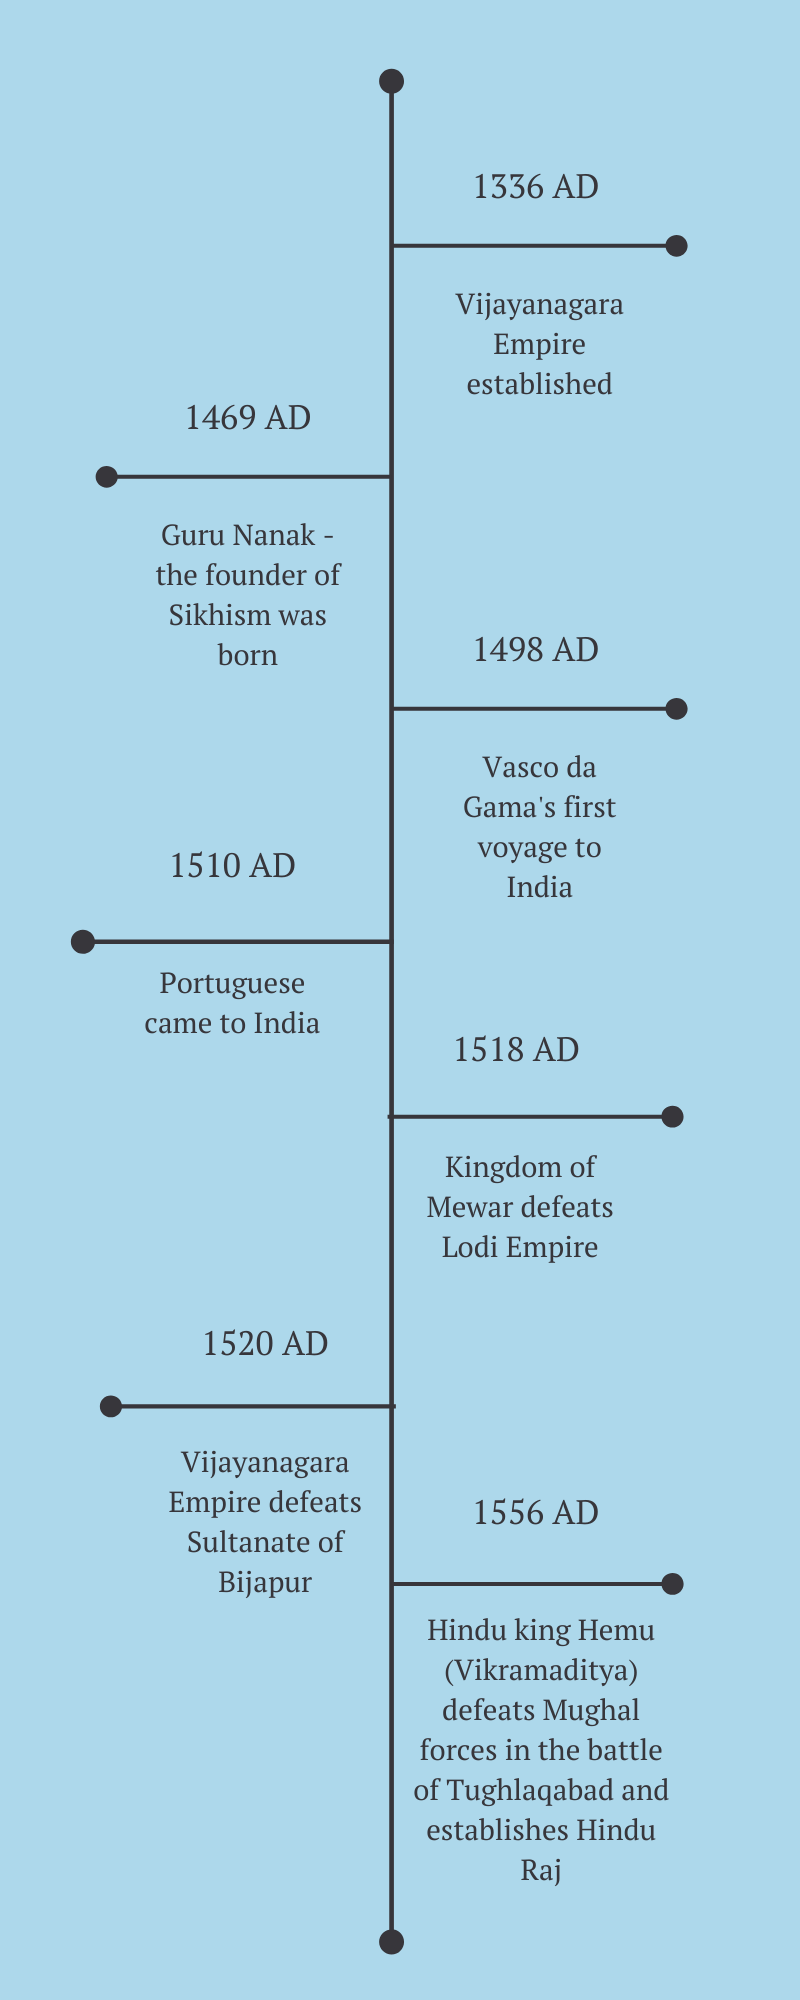 1336 AD
Vijayanagara
Empire
established
1469 AD
Guru Nanak -
the founder of
Sikhism was
born
1498 AD
Vasco da
Gama's first
voyage to
India
1510 AD
Portuguese
came to India
1518 AD
Kingdom of
Mewar defeats
Lodi Empire
1520 AD
Vijayanagara
Empire defeats
Sultanate of
Bijapur
1556 AD
Hindu king Hemu
(Vikramaditya)
defeats Mughal
forces in the battle
of Tughlaqabad and
establishes Hindu
Raj